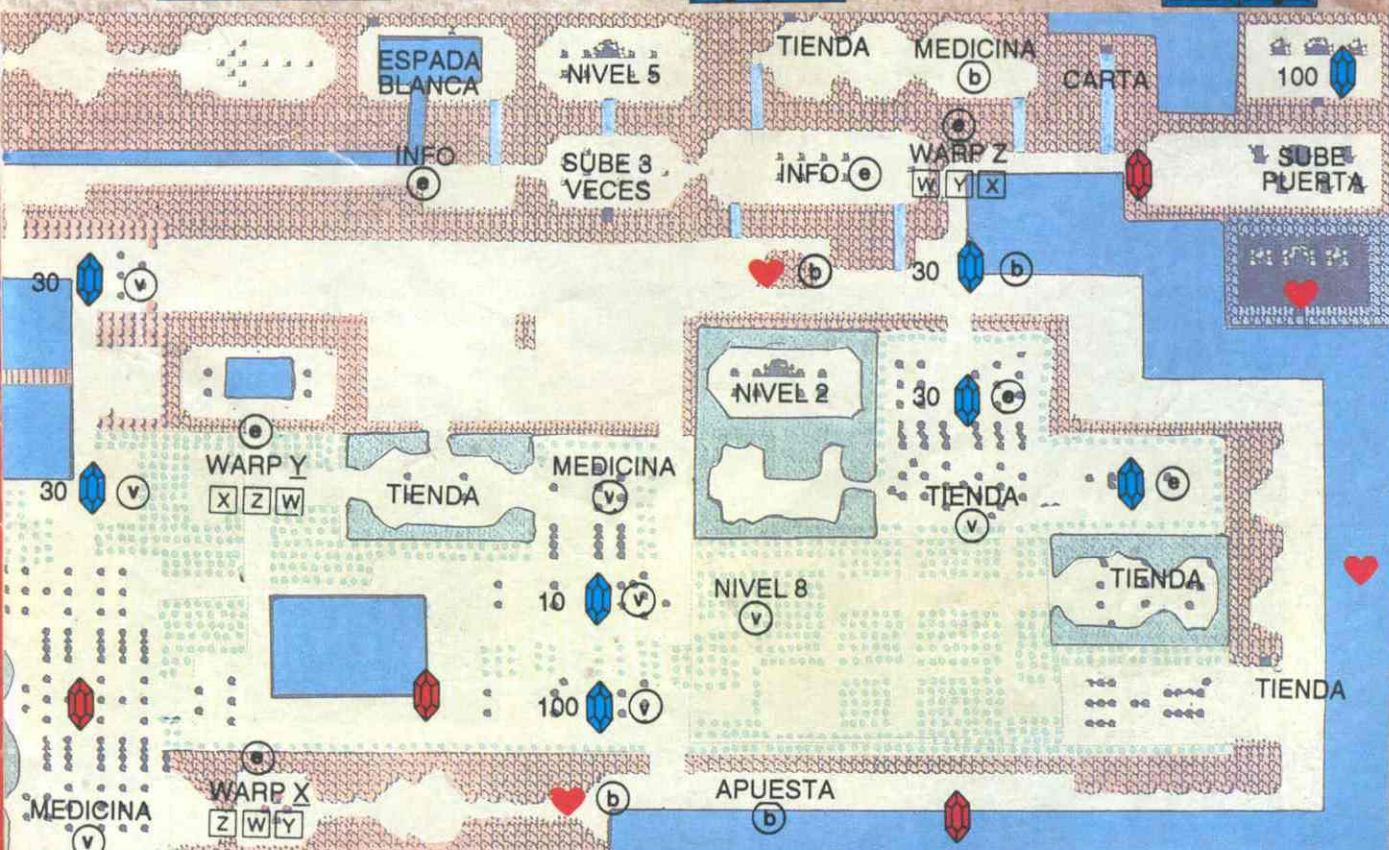 TIENDA
MEDICINA
b
ESPADA
BLANCA
NIVEL 5
CARTA
100
e
INFO
e
SUBE 3
VECES
INFO e
WARP Z
W Y X
SUBE
PUERTA
30 v
b
30 b
NIVEL 2
30 e
e
WARP Y
X Z W
30 v
TIENDA
MEDICINA
v
TIENDA
v
e
10 v
NIVEL 8
v
TIENDA
100 v
TIENDA
e
WARP X
Z W Y
MEDICINA
v
b
APUESTA
b